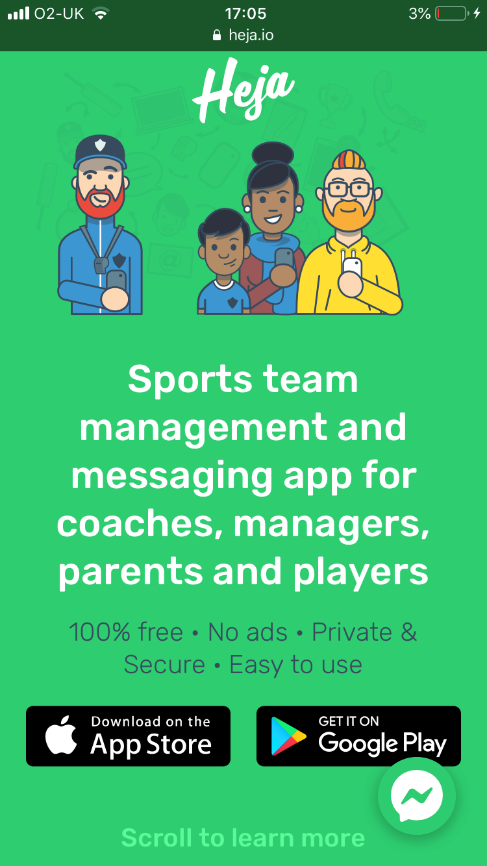 O2-UK 17:05 3%
heja.io
Heja
Sports team
management and
messaging app for
coaches, managers,
parents and players
100% free • No ads • Private &
Secure • Easy to use
Download on the
App Store
GET IT ON
Google Play
Scroll to learn more